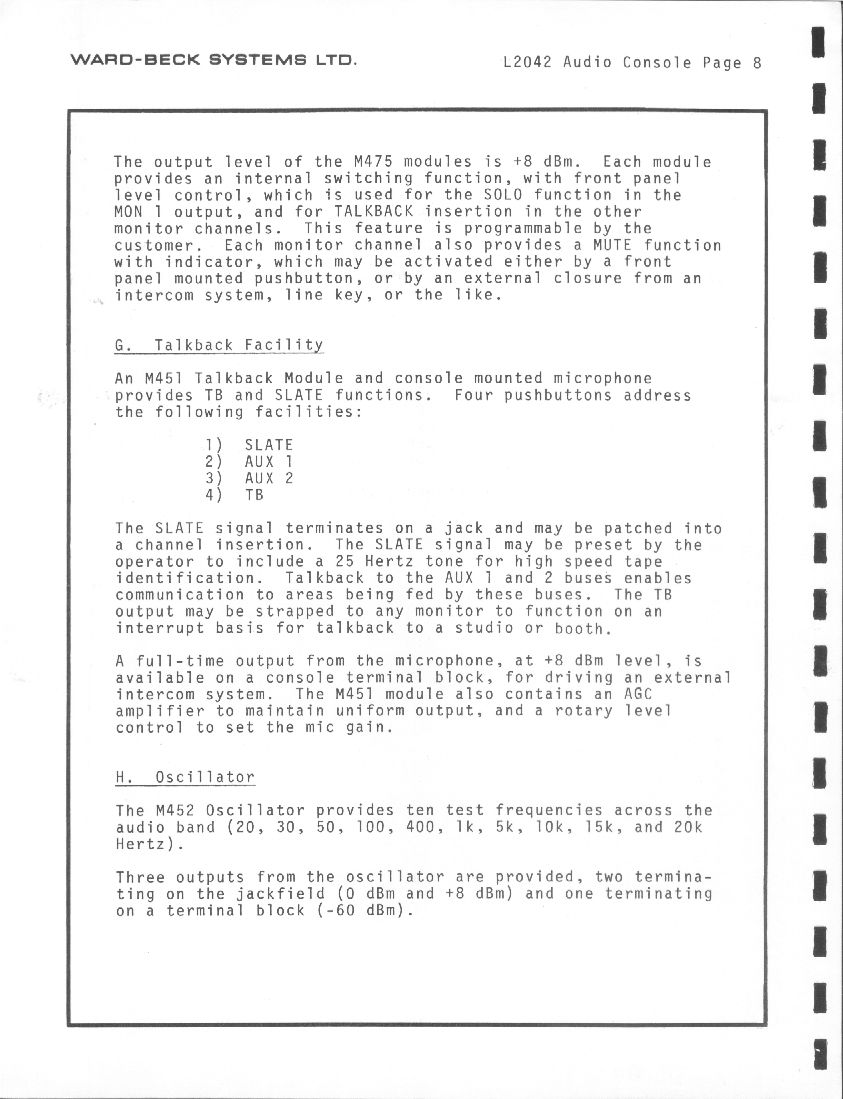 WARD-BECK SYSTEMS LTD.
L2042 Audio Console Page 8
The output level of the M475 modules is +8 dBm. Each module
provides an internal switching function, with front panel
level control, which is used for the SOLO function in the
MON 1 output, and for TALKBACK insertion in the other
monitor channels. This feature is programmable by the
customer. Each monitor channel also provides a MUTE function
with indicator, which may be activated either by a front
panel mounted pushbutton, or by an external closure from an
intercom system, line key, or the like.
G. Talkback Facility
An M451 Talkback Module and console mounted microphone
provides TB and SLATE functions. Four pushbuttons address
the following facilities:
1) SLATE
2) AUX 1
3) AUX 2
4) TB
The SLATE signal terminates on a jack and may be patched into
a channel insertion. The SLATE signal may be preset by the
operator to include a 25 Hertz tone for high speed tape
identification. Talkback to the AUX 1 and 2 buses enables
communication to areas being fed by these buses. The TB
output may be strapped to any monitor to function on an
interrupt basis for talkback to a studio or booth.
A full-time output from the microphone, at +8 dBm level, is
available on a console terminal block, for driving an external
intercom system. The M451 module also contains an AGC
amplifier to maintain uniform output, and a rotary level
control to set the mic gain.
H. Oscillator
The M452 Oscillator provides ten test frequencies across the
audio band (20, 30, 50, 100, 400, 1k, 5k, 10k, 15k, and 20k
Hertz).
Three outputs from the oscillator are provided, two termina-
ting on the jackfield (0 dBm and +8 dBm) and one terminating
on a terminal block (-60 dBm).